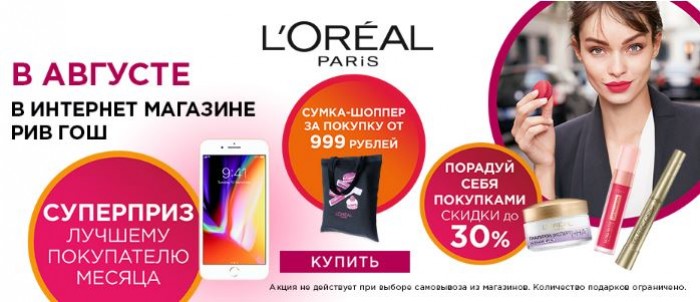 L'ORÉAL
PARIS
В АВГУСТЕ
В ИНТЕРНЕТ МАГАЗИНЕ
РИВ ГОШ
СУПЕРПРИЗ
ЛУЧШЕМУ
ПОКУПАТЕЛЮ
МЕСЯЦА
9:41
СУМКА-ШОППЕР
ЗА ПОКУПКУ ОТ
999 РУБЛЕЙ
L'ORÉAL
КУПИТЬ
ПОРАДУЙ
СЕБЯ
ПОКУПКАМИ
СКИДКИ ДО
30%
L'ORÉAL
Акция не действует при выборе самовывоза из магазинов. Количество подарков ограничено.